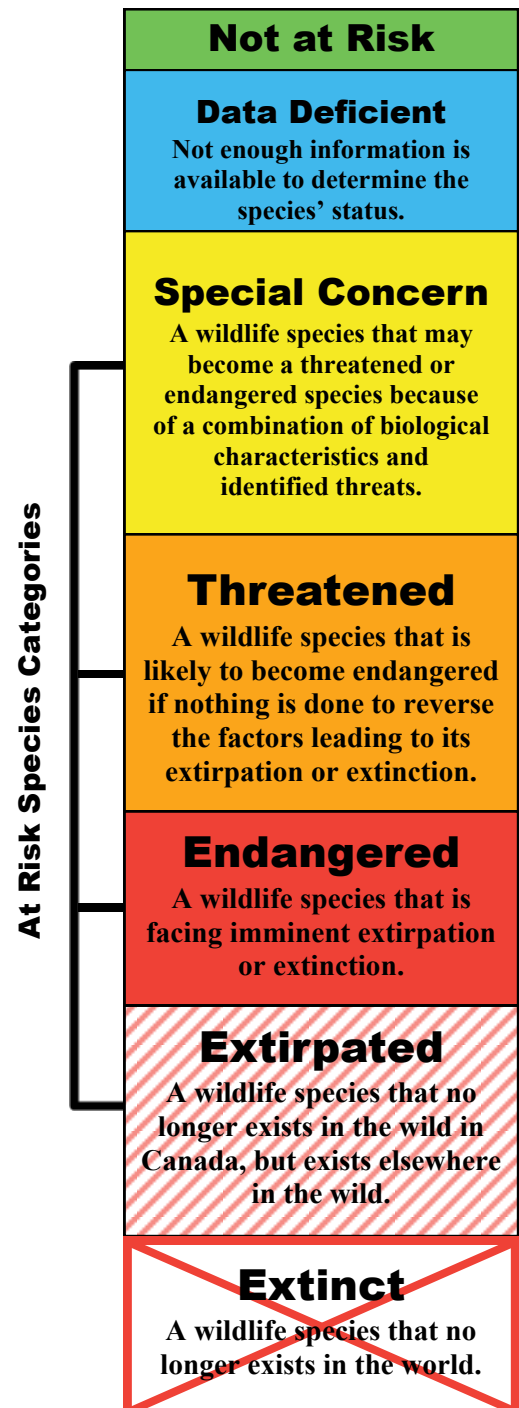 Not at Risk
Data Deficient
Not enough information is
available to determine the
species’ status.
Special Concern
A wildlife species that may
become a threatened or
endangered species because
of a combination of biological
characteristics and
identified threats.
At Risk Species Categories
Threatened
A wildlife species that is
likely to become endangered
if nothing is done to reverse
the factors leading to its
extirpation or extinction.
Endangered
A wildlife species that is
facing imminent extirpation
or extinction.
Extirpated
A wildlife species that no
longer exists in the wild in
Canada, but exists elsewhere
in the wild.
Extinct
A wildlife species that no
longer exists in the world.